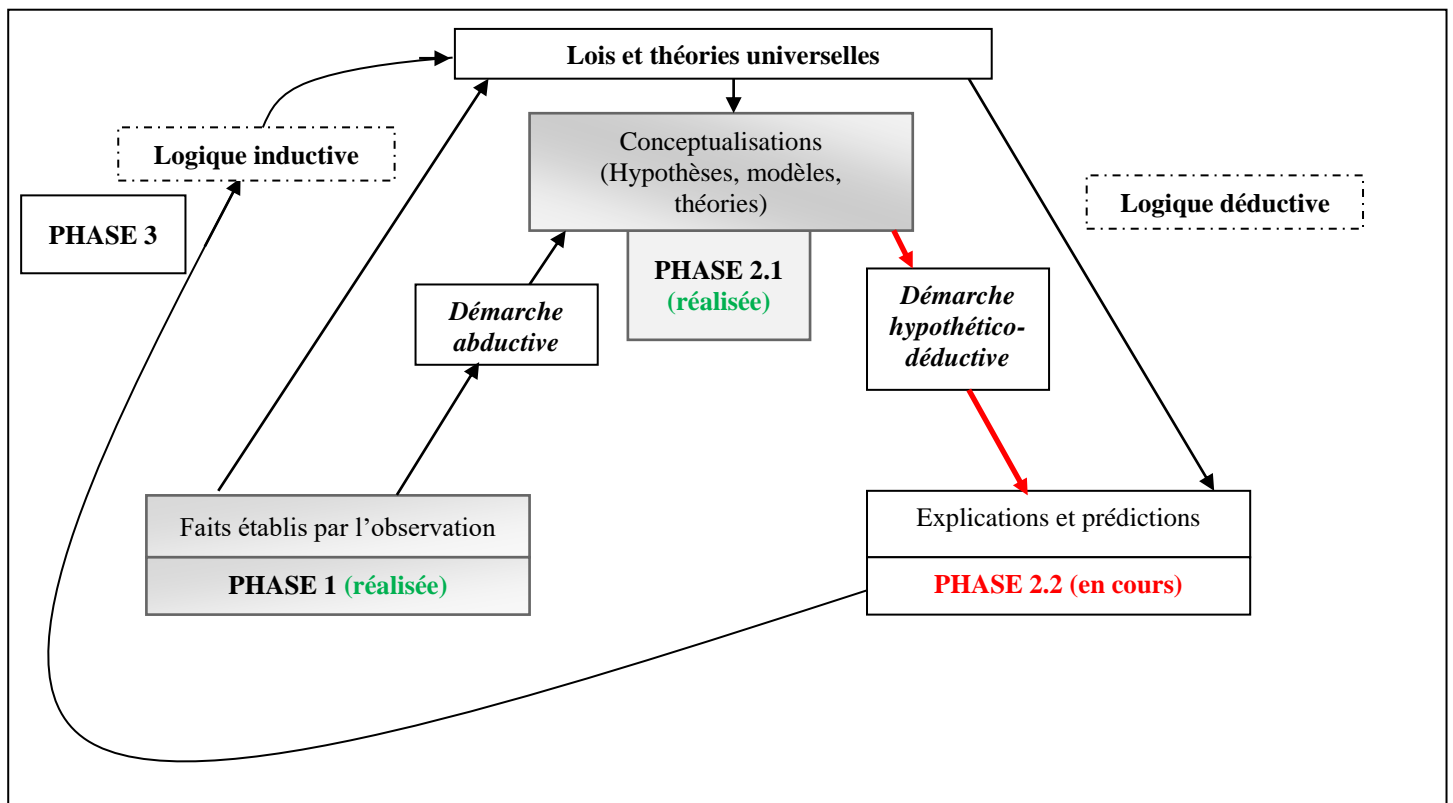 Lois et théories universelles
Conceptualisations
(Hypothèses, modèles,
théories)
Logique inductive
Logique déductive
PHASE 3
PHASE 2.1
(réalisée)
Démarche
abductive
Démarche
hypothético-
déductive
Faits établis par l’observation
PHASE 1 (réalisée)
Explications et prédictions
PHASE 2.2 (en cours)